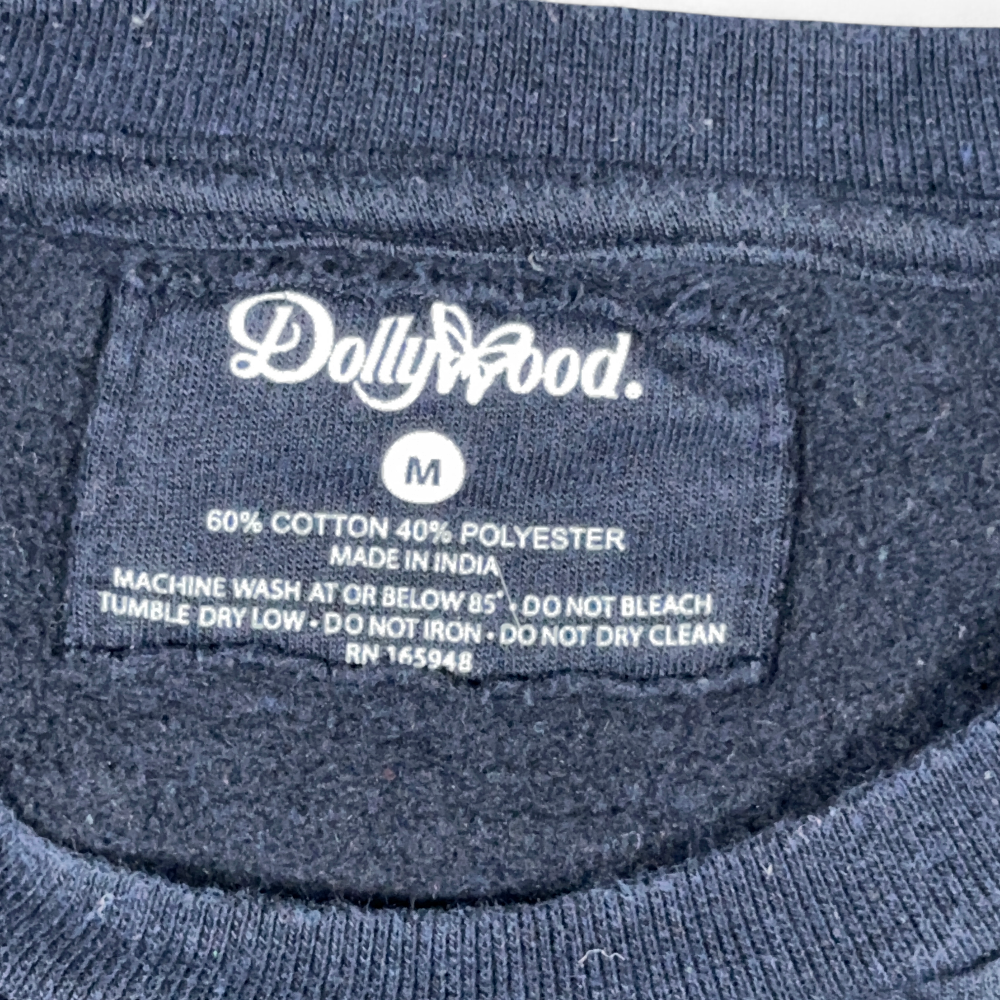 Dollywood.
M
60% COTTON 40% POLYESTER
MADE IN INDIA
MACHINE WASH AT OR BELOW 85° • DO NOT BLEACH
TUMBLE DRY LOW • DO NOT IRON • DO NOT DRY CLEAN
RN 165948